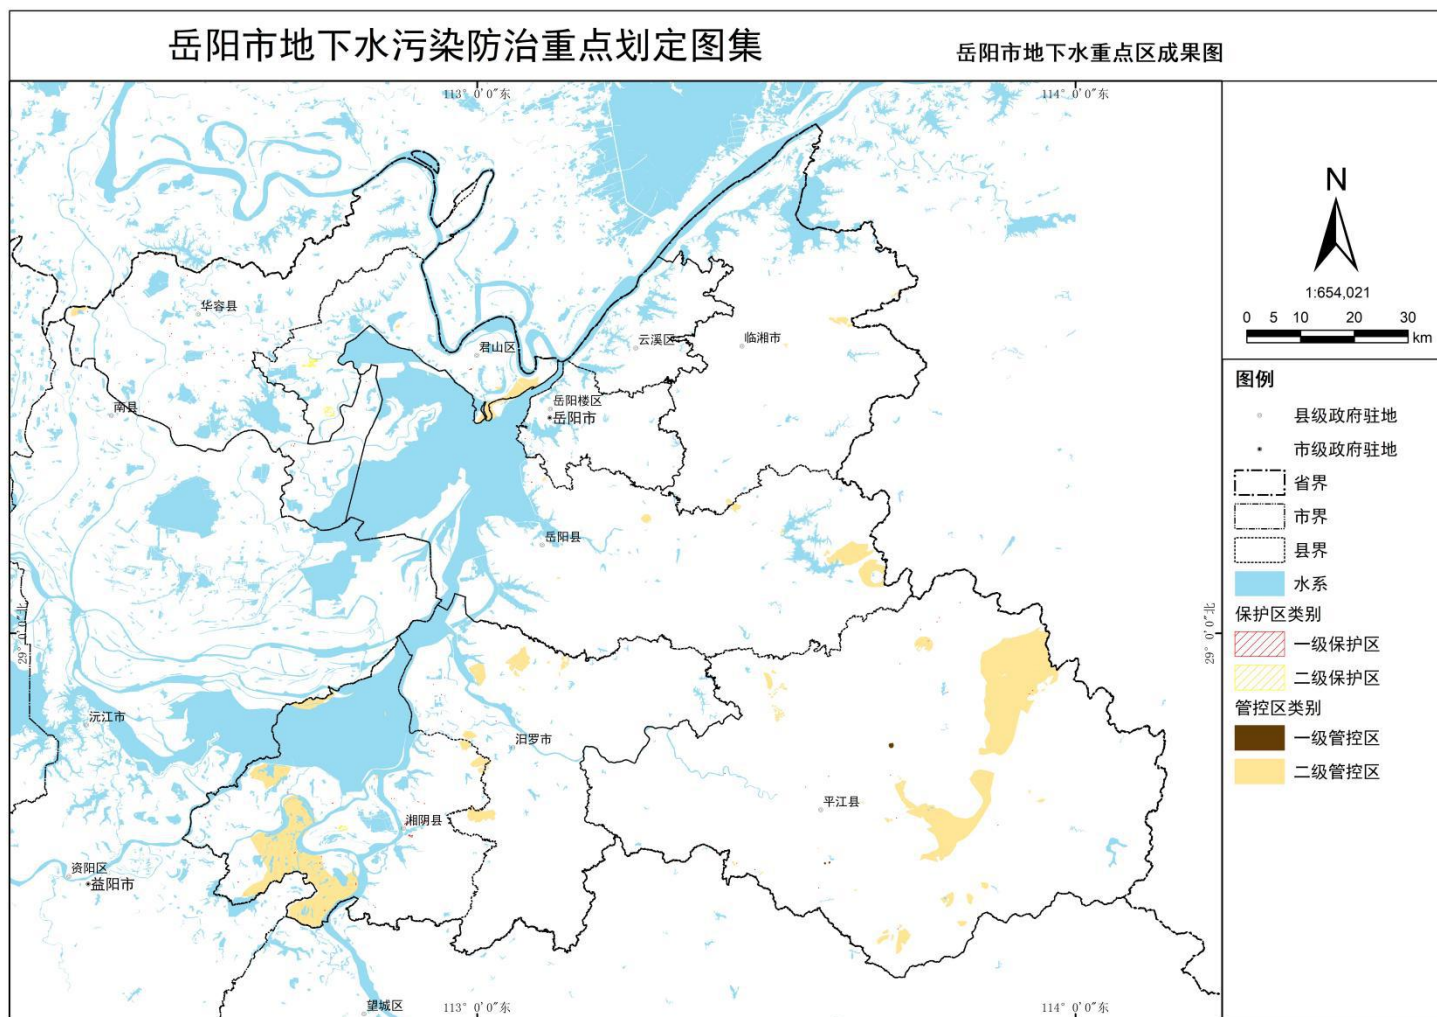 岳阳市地下水污染防治重点划定图集
岳阳市地下水重点区成果图
113° 0′0″东
114° 0′0″东
N
1:654,021
0 5 10 20 30
km
华容县
君山区
云溪区
临湘市
南县
岳阳楼区
岳阳市
岳阳县
29° 0′0″北
29° 0′0″北
沅江市
汨罗市
平江县
湘阴县
资阳区
益阳市
望城区
113° 0′0″东
114° 0′0″东
图例
县级政府驻地
市级政府驻地
省界
市界
县界
水系
保护区类别
一级保护区
二级保护区
管控区类别
一级管控区
二级管控区